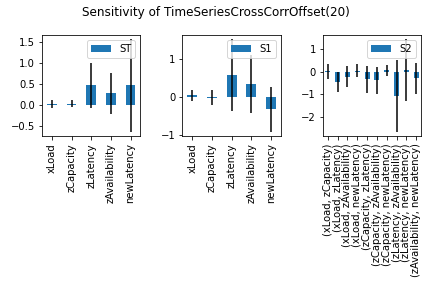 Sensitivity of TimeSeriesCrossCorrOffset(20)
ST
1.5
1.0
0.5
0.0
−0.5
xLoad
zCapacity
zLatency
zAvailability
newLatency
S1
1
0
−1
xLoad
zCapacity
zLatency
zAvailability
newLatency
S2
1
0
−1
−2
(xLoad, zCapacity)
(xLoad, zLatency)
(xLoad, zAvailability)
(xLoad, newLatency)
(zCapacity, zLatency)
(zCapacity, zAvailability)
(zCapacity, newLatency)
(zLatency, zAvailability)
(zLatency, newLatency)
(zAvailability, newLatency)